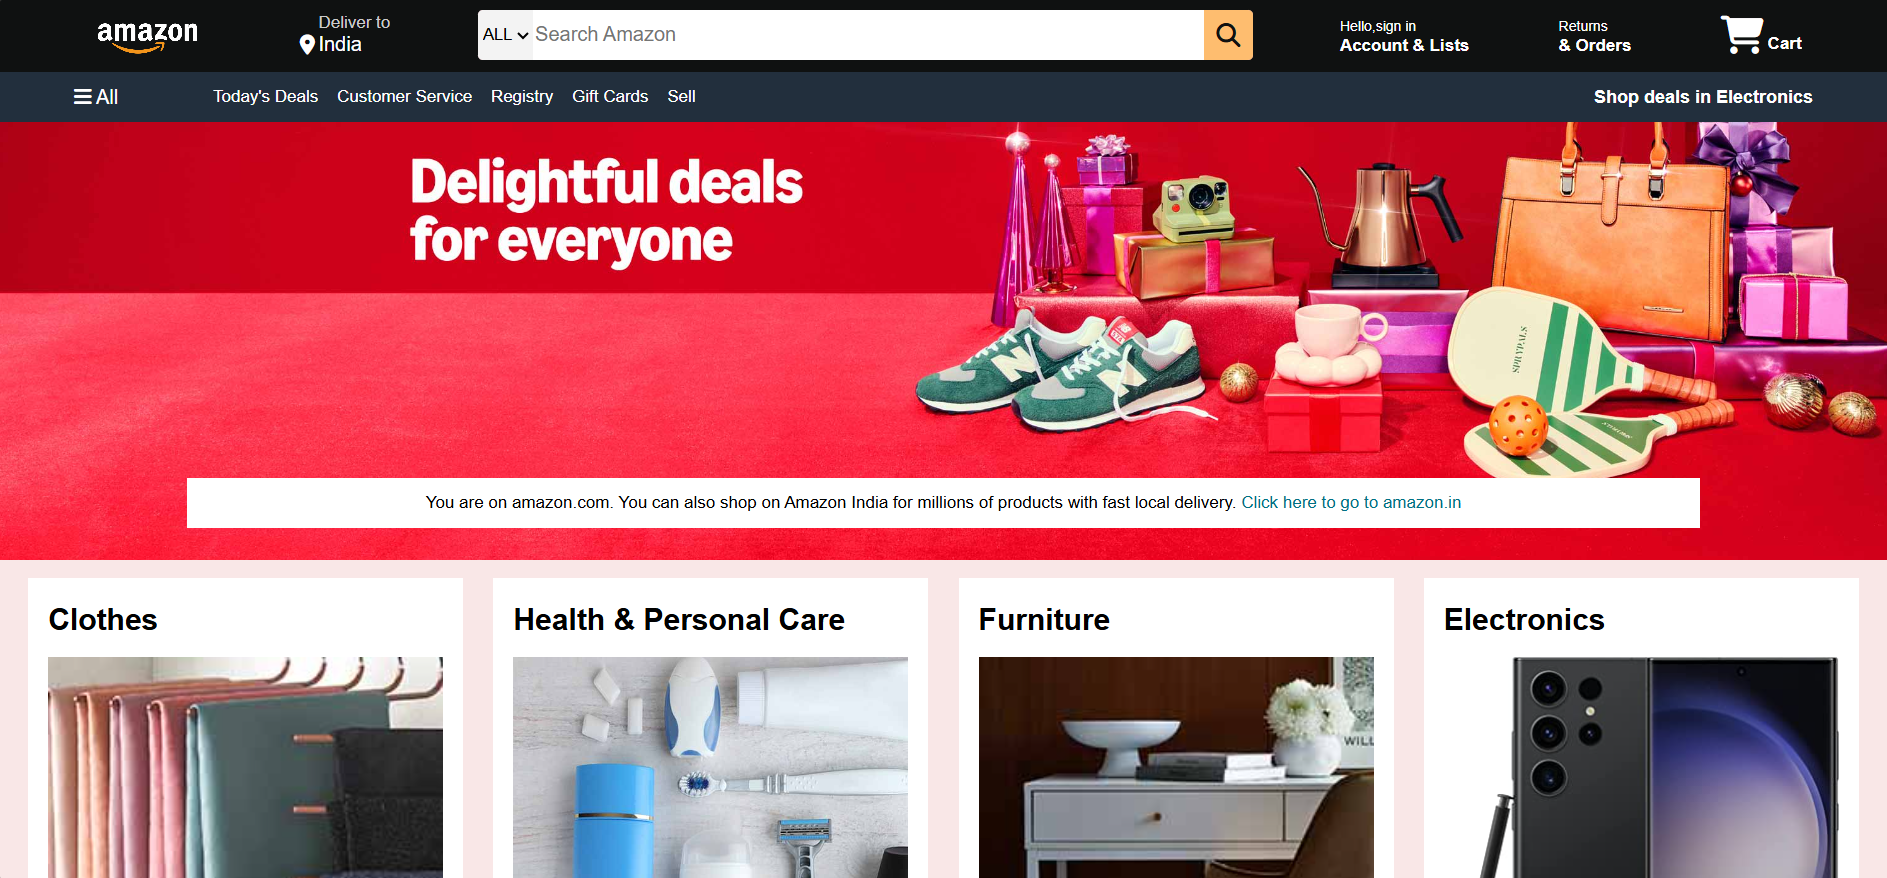 amazon
Deliver to
India
ALL
Search Amazon
Hello,sign in
Account & Lists
Returns
& Orders
Cart
All
Today's Deals
Customer Service
Registry
Gift Cards
Sell
Shop deals in Electronics
Delightful deals
for everyone
SPRYPALS
You are on amazon.com. You can also shop on Amazon India for millions of products with fast local delivery. Click here to go to amazon.in
Clothes
Health & Personal Care
Furniture
Electronics
WILL